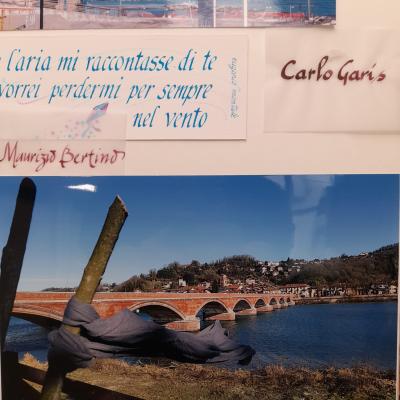 l'aria mi raccontasse di te
vorrei perdermi per sempre
nel vento
Carlo Garis
Maurizio Bertino